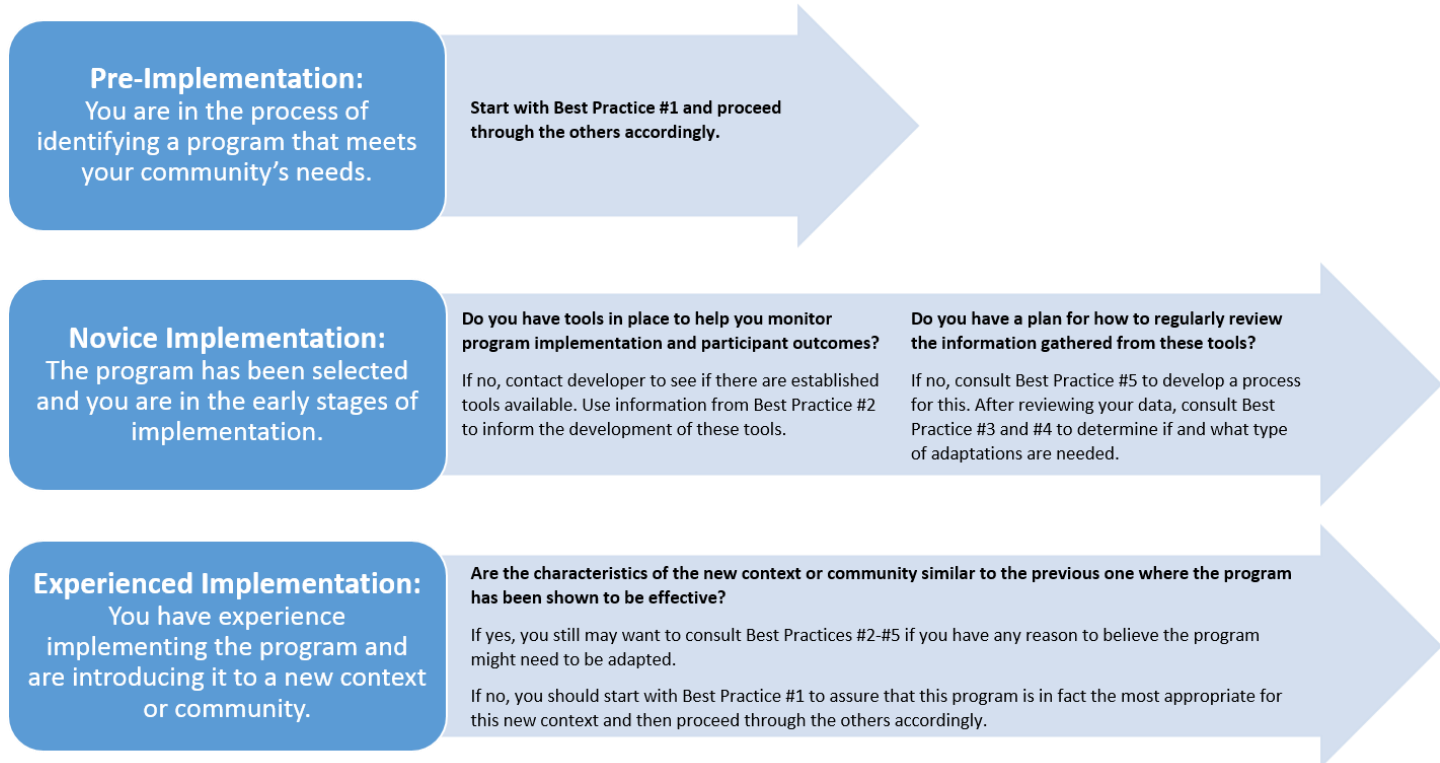 Pre-Implementation:
You are in the process of
identifying a program that meets
your community's needs.
Start with Best Practice #1 and proceed
through the others accordingly.
Novice Implementation:
The program has been selected
and you are in the early stages of
implementation.
Do you have tools in place to help you monitor
program implementation and participant outcomes?
If no, contact developer to see if there are established
tools available. Use information from Best Practice #2
to inform the development of these tools.
Do you have a plan for how to regularly review
the information gathered from these tools?
If no, consult Best Practice #5 to develop a process
for this. After reviewing your data, consult Best
Practice #3 and #4 to determine if and what type
of adaptations are needed.
Experienced Implementation:
You have experience
implementing the program and
are introducing it to a new context
or community.
Are the characteristics of the new context or community similar to the previous one where the program
has been shown to be effective?
If yes, you still may want to consult Best Practices #2-#5 if you have any reason to believe the program
might need to be adapted.
If no, you should start with Best Practice #1 to assure that this program is in fact the most appropriate for
this new context and then proceed through the others accordingly.